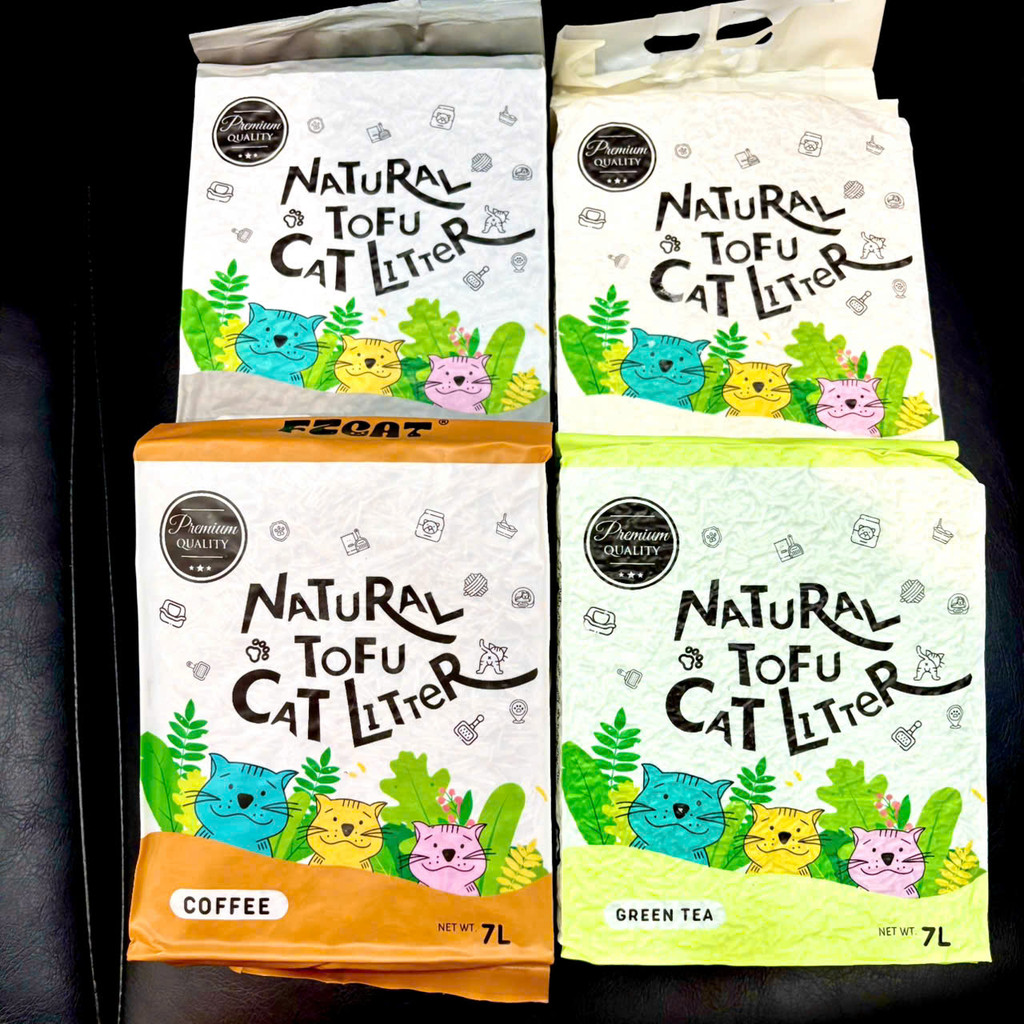 Premium
QUALITY
NATURAL
TOFU
CAT LITTER
Premium
QUALITY
NATURAL
TOFU
CAT LITTER
FZCAT®
Premium
QUALITY
NATURAL
TOFU
CAT LITTER
COFFEE
NET WT. 7L
Premium
QUALITY
NATURAL
TOFU
CAT LITTER
GREEN TEA
NET WT. 7L